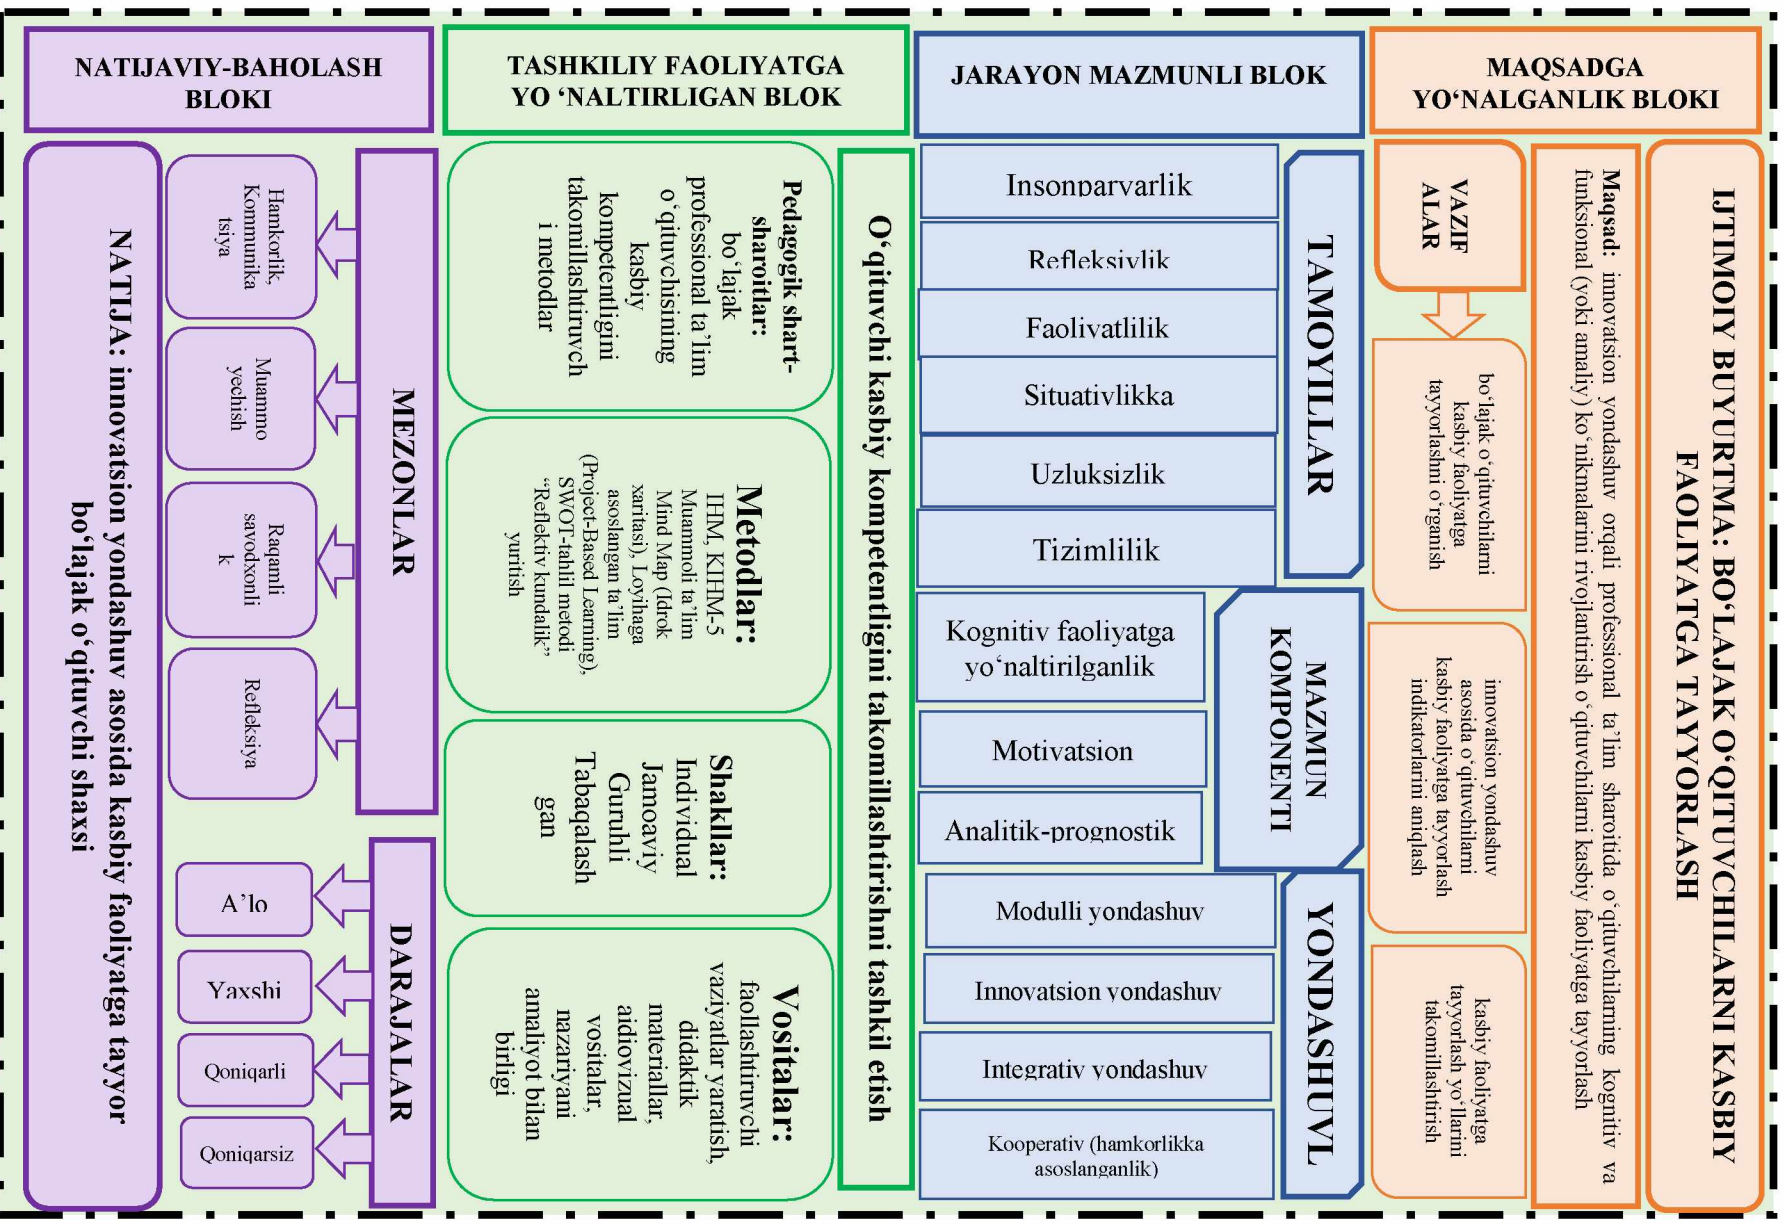 IJTIMOIY BUYURTMA: BO‘LAJAK O‘QITUVCHILARNI KASBIY
FAOLIYATGA TAYYORLASH
MAQSADGA
YO‘NALGANLIK BLOKI
Maqsad: innovatsion yondashuv orqali professional ta’lim sharoitida o‘qituvchilarning kognitiv va
funksional (yoki amaliy) ko‘nikmalarini rivojlantirish o‘qituvchilarni kasbiy faoliyatga tayyorlash
VAZIF
ALAR
bo‘lajak o‘qituvchilarni
kasbiy faoliyatga
tayyorlashni o‘rganish
innovatsion yondashuv
asosida o‘qituvchilarni
kasbiy faoliyatga tayyorlash
indikatorlarini aniqlash
kasbiy faoliyatga
tayyorlash yo‘llarini
takomillashtirish
JARAYON MAZMUNLI BLOK
TAMOYILLAR
Insonparvarlik
Refleksivlik
Faolivatlilik
Situativlikka
Uzluksizlik
Tizimlilik
MAZMUN
KOMPONENTI
Kognitiv faoliyatga
yo‘naltirilganlik
Motivatsion
Analitik-prognostik
YONDASHUVL
Modulli yondashuv
Innovatsion yondashuv
Integrativ yondashuv
Kooperativ (hamkorlikka
asoslanganlik)
TASHKILIY FAOLIYATGA
YO ‘NALTIRLIGAN BLOK
O‘qituvchi kasbiy kompetentligini takomillashtirishni tashkil etish
Pedagogik shart-
sharoitlar:
bo‘lajak
professional ta’lim
o‘qituvchisining
kasbiy
kompetentligini
takomillashtiruvch
i metodlar
Metodlar:
IHM, KIHM-5
Muammoli ta’lim
Mind Map (Idrok
xaritasi), Loyihaga
asoslangan ta’lim
(Project-Based Learning),
SWOT-tahlil metodi
“Reflektiv kundalik”
yuritish
Shakllar:
Individual
Jamoaviy
Guruhli
Tabaqalash
gan
Vositalar:
faollashtiruvchi
vaziyatlar yaratish,
didaktik
materiallar,
aidiovizual
vositalar,
nazariyani
amaliyot bilan
birligi
NATIJAVIY-BAHOLASH
BLOKI
MEZONLAR
Hamkorlik,
Kommunika
tsiya
Muammo
yechish
Raqamli
savodxonli
k
Refleksiya
DARAJALAR
A’lo
Yaxshi
Qoniqarli
Qoniqarsiz
NATIJA: innovatsion yondashuv asosida kasbiy faoliyatga tayyor
bo‘lajak o‘qituvchi shaxsi